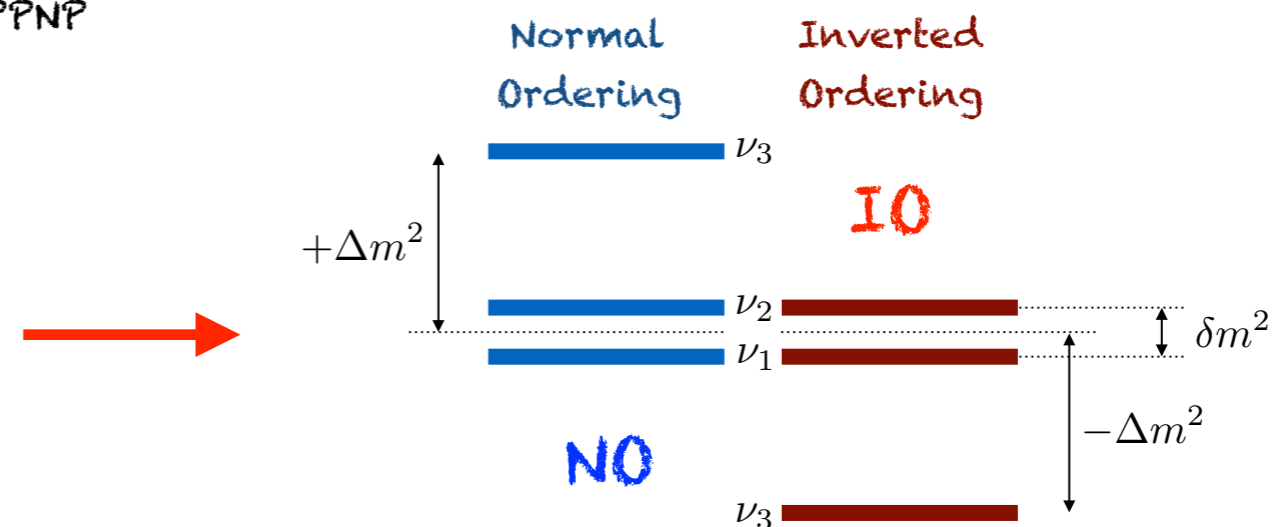 PPNP
Normal Ordering
Inverted Ordering
ν₃
IO
+Δm²
ν₂
δm²
ν₁
−Δm²
NO
ν₃